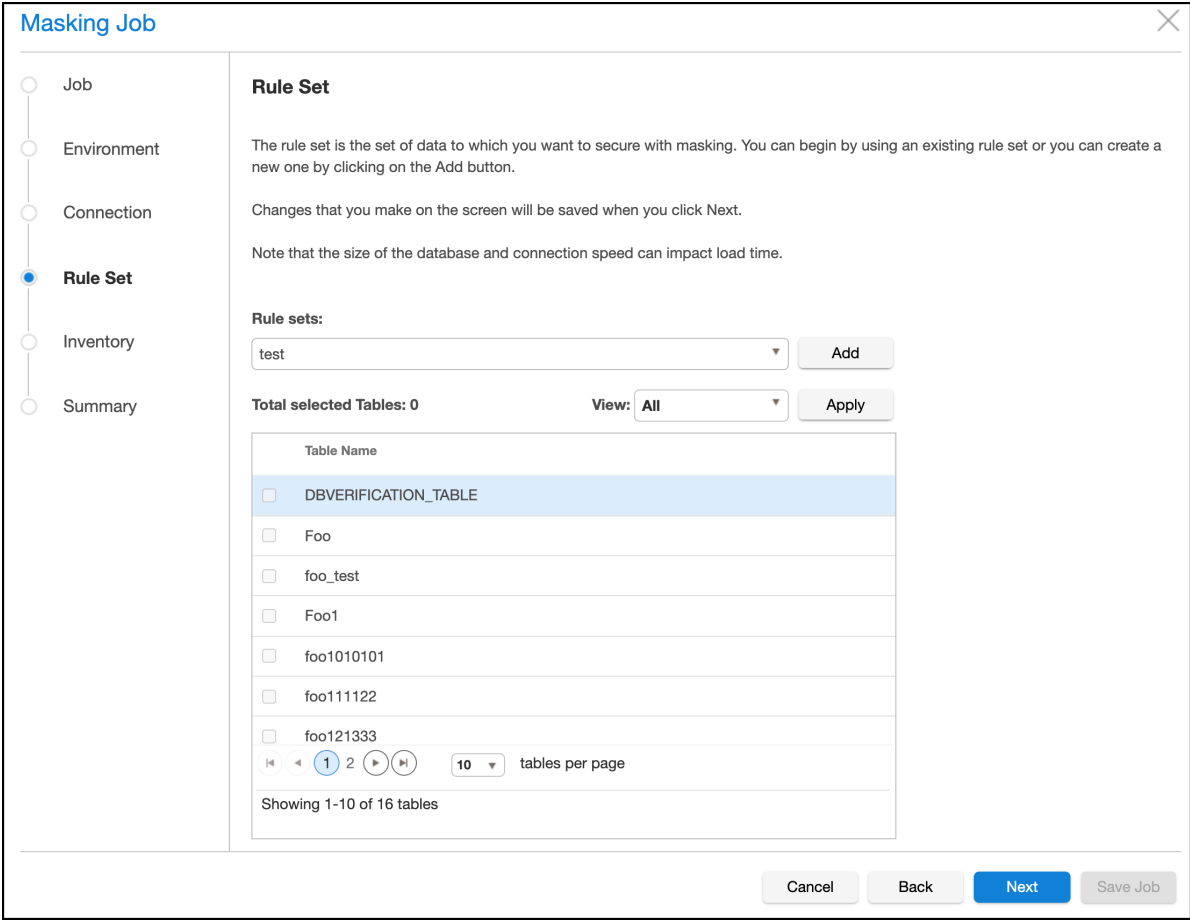 Masking Job
Job
Environment
Connection
Rule Set
Inventory
Summary
Rule Set
The rule set is the set of data to which you want to secure with masking. You can begin by using an existing rule set or you can create a
new one by clicking on the Add button.
Changes that you make on the screen will be saved when you click Next.
Note that the size of the database and connection speed can impact load time.
Rule sets:
test Add
Total selected Tables: 0 View: All Apply
Table Name
DBVERIFICATION_TABLE
Foo
foo_test
Foo1
foo1010101
foo111122
foo121333
1 2 10 tables per page
Showing 1-10 of 16 tables
Cancel Back Next Save Job